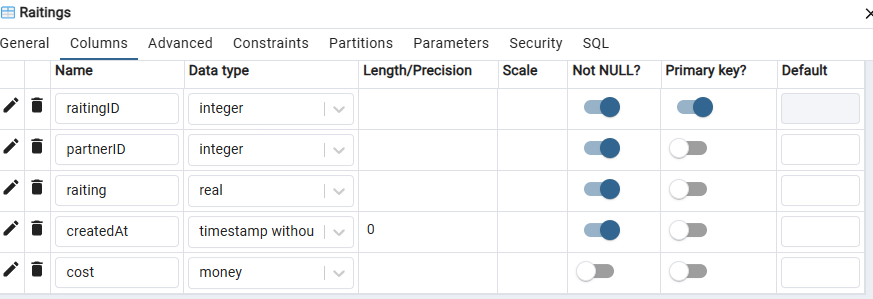 Raitings
General Columns Advanced Constraints Partitions Parameters Security SQL
Name Data type Length/Precision Scale Not NULL? Primary key? Default
raitingID integer
partnerID integer
raiting real
createdAt timestamp withou 0
cost money